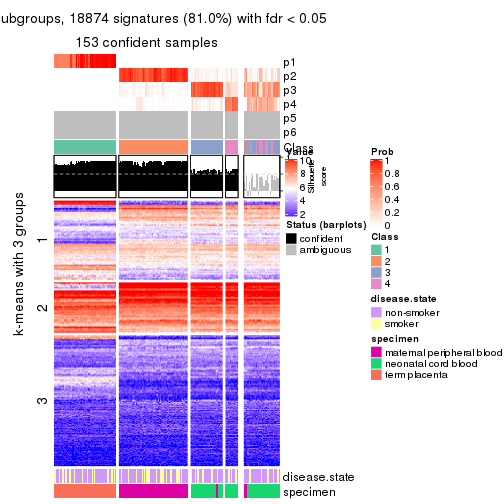 ubgroups, 18874 signatures (81.0%) with fdr < 0.05
153 confident samples
p1
p2
p3
p4
p5
p6
Class
Silhouette
score
k-means with 3 groups
1
2
3
disease.state
specimen
Value
10
8
6
4
2
Status (barplots)
confident
ambiguous
Prob
1
0.8
0.6
0.4
0.2
0
Class
1
2
3
4
disease.state
non-smoker
smoker
specimen
maternal peripheral blood
neonatal cord blood
term placenta